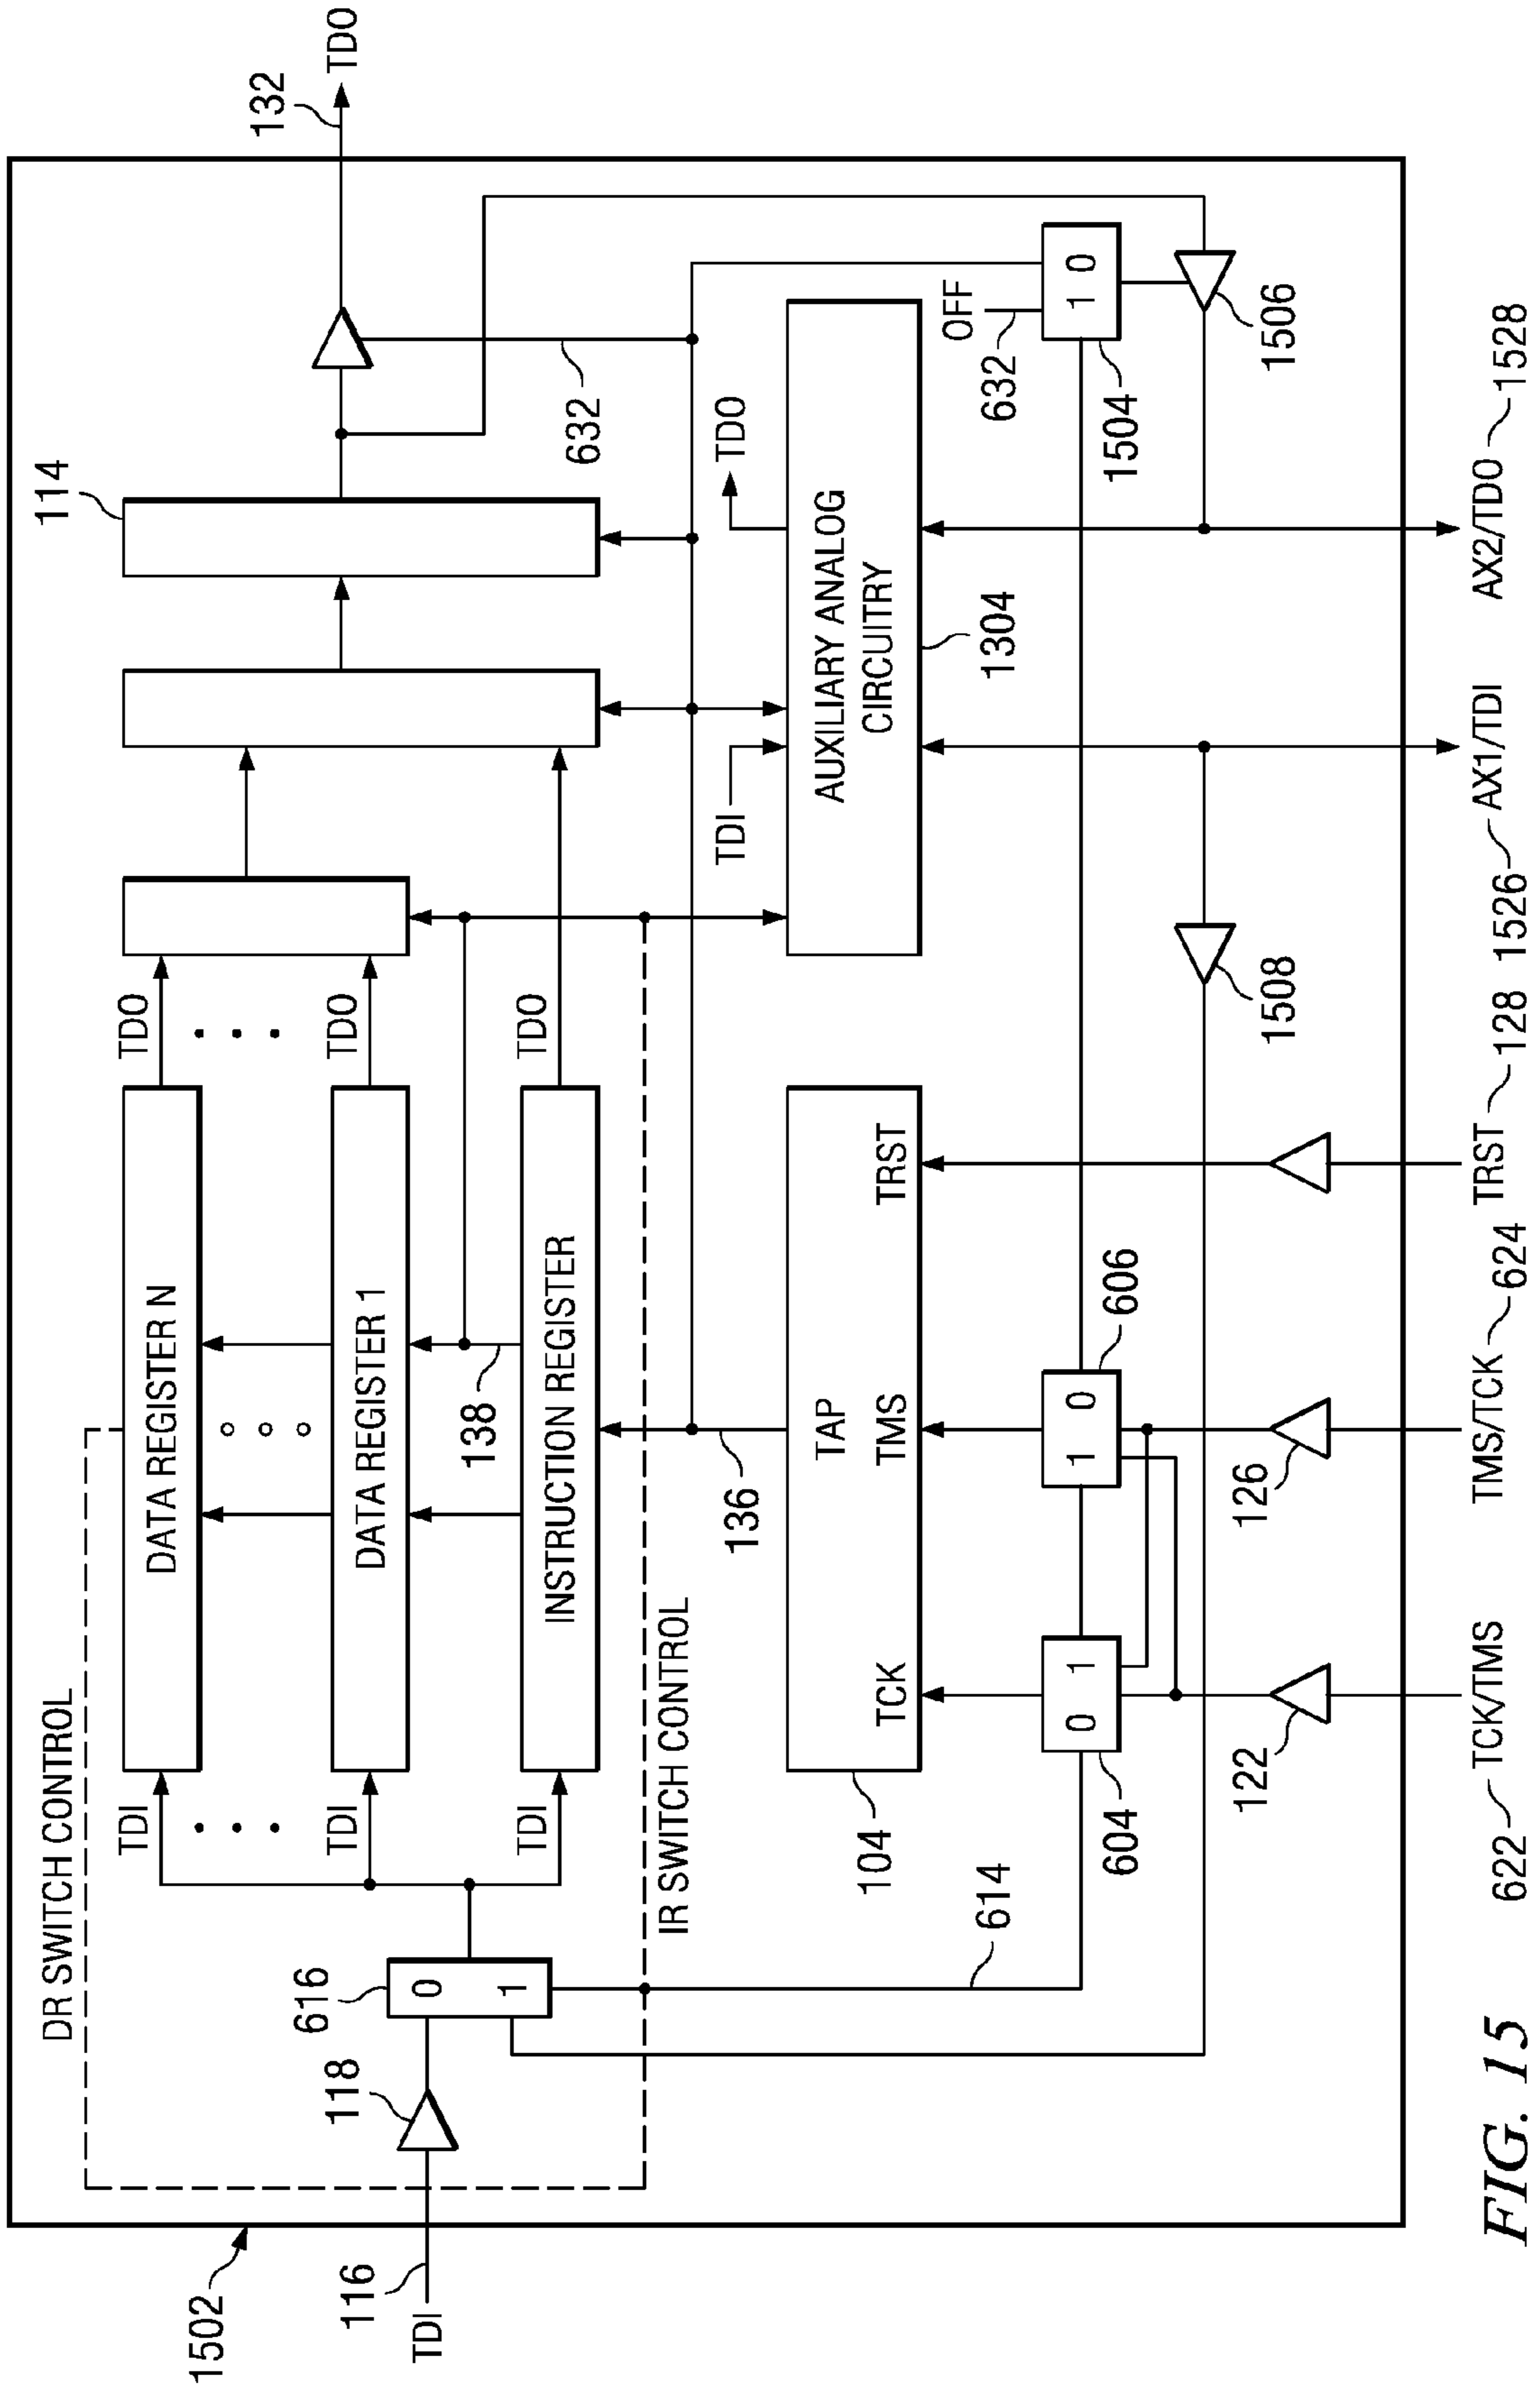 DR SWITCH CONTROL
1502
TDI
116
118
616
0
1
TDI
TDI
TDI
DATA REGISTER N
DATA REGISTER 1
INSTRUCTION REGISTER
138
TDO
TDO
TDO
114
132
TDO
632
IR SWITCH CONTROL
136
104
TAP
TCK
TMS
TRST
TDI
TDO
AUXILIARY ANALOG
CIRCUITRY
1304
OFF
632
1 0
1504
1506
614
604
0 1
1 0
606
1508
122
126
622 TCK/TMS
TMS/TCK 624
TRST 128
1526 AX1/TDI
AX2/TDO 1528
FIG. 15